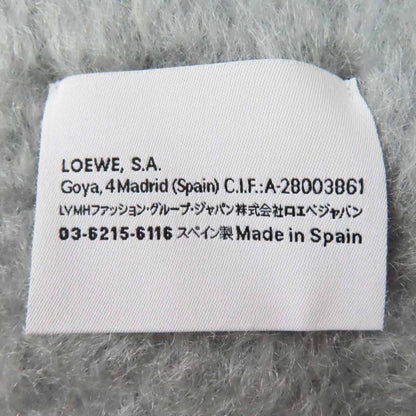 LOEWE, S.A.
Goya, 4 Madrid (Spain) C.I.F.:A-28003861
LVMHファッション・グループ・ジャパン株式会社ロエベジャパン
03-6215-6116 スペイン製 Made in Spain